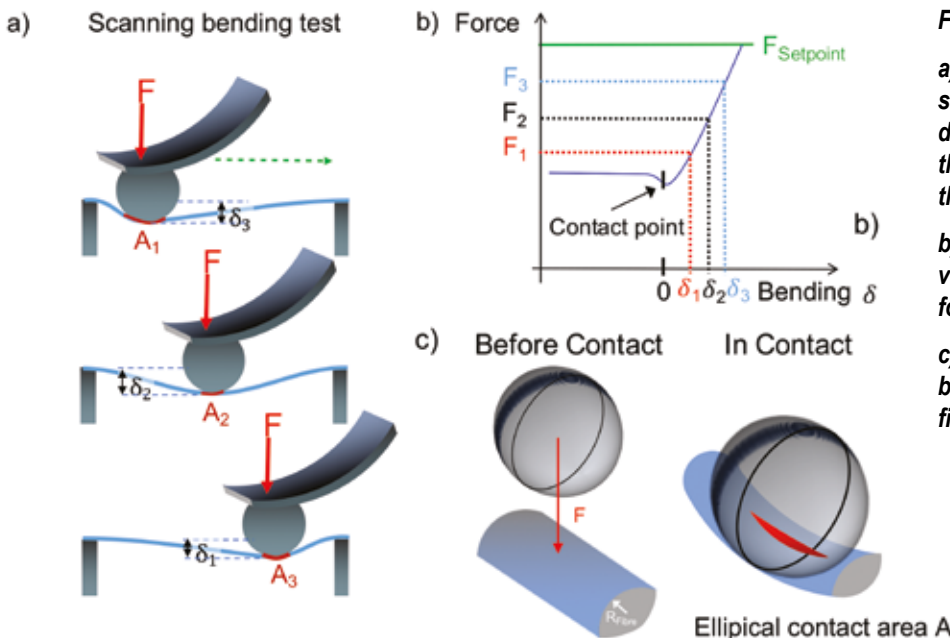 a) Scanning bending test
F
δ3
A1
F
δ2
A2
F
δ1
A3
b) Force
FSetpoint
F3
F2
F1
Contact point
b)
0 δ1 δ2 δ3 Bending δ
c) Before Contact In Contact
F
RFibre
Ellipical contact area A